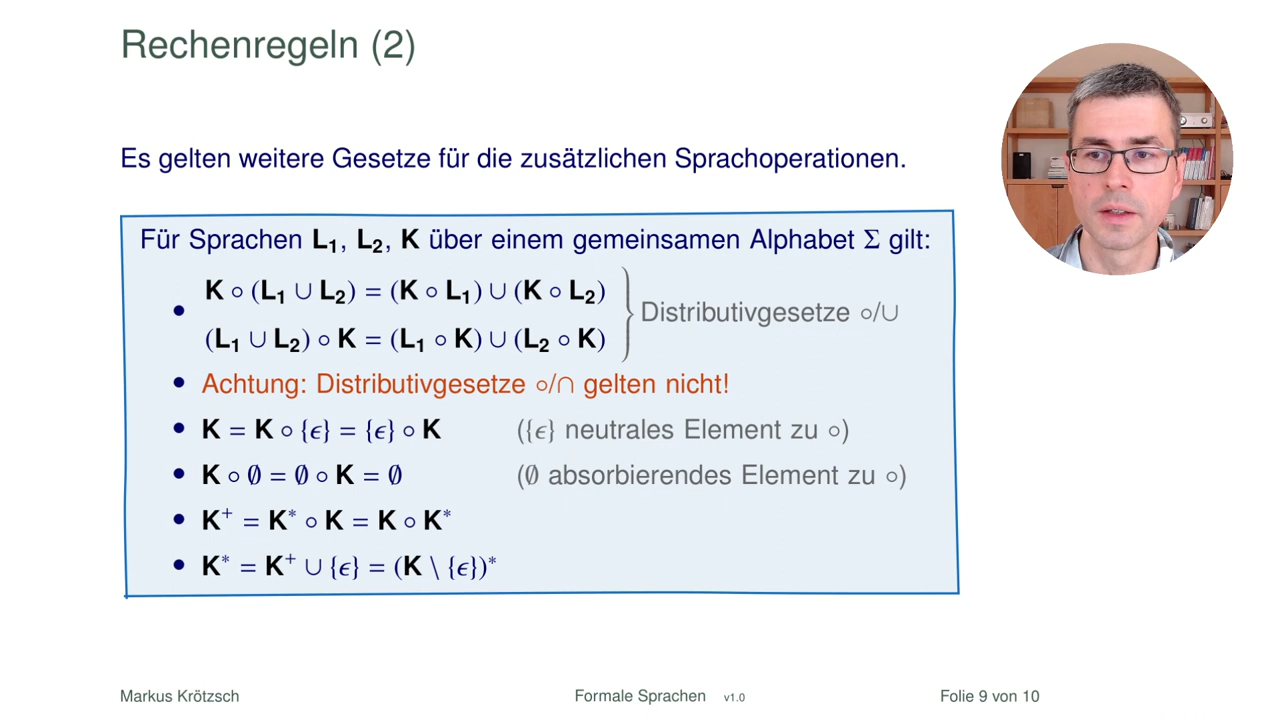 Rechenregeln (2)
Es gelten weitere Gesetze für die zusätzlichen Sprachoperationen.
Für Sprachen L₁, L₂, K über einem gemeinsamen Alphabet Σ gilt:
• K ∘ (L₁ ∪ L₂) = (K ∘ L₁) ∪ (K ∘ L₂)
(L₁ ∪ L₂) ∘ K = (L₁ ∘ K) ∪ (L₂ ∘ K)
Distributivgesetze ∘/∪
• Achtung: Distributivgesetze ∘/∩ gelten nicht!
• K = K ∘ {ϵ} = {ϵ} ∘ K ({ϵ} neutrales Element zu ∘)
• K ∘ ∅ = ∅ ∘ K = ∅ (∅ absorbierendes Element zu ∘)
• K⁺ = K* ∘ K = K ∘ K*
• K* = K⁺ ∪ {ϵ} = (K \ {ϵ})*
Markus Krötzsch Formale Sprachen v1.0 Folie 9 von 10